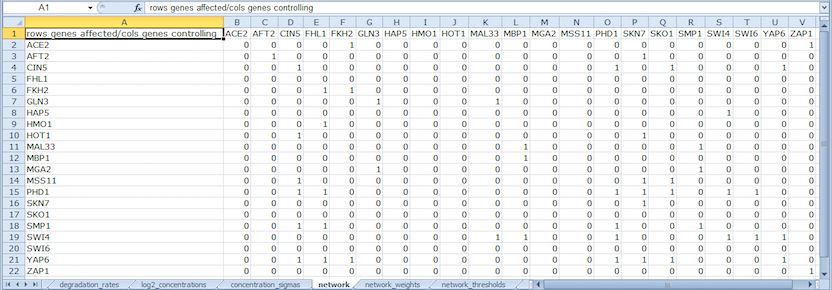 A1 fx rows genes affected/cols genes controlling
A B C D E F G H I J K L M N O P Q R S T U V
1 rows genes affected/cols genes controlling ACE2 AFT2 CIN5 FHL1 FKH2 GLN3 HAP5 HMO1 HOT1 MAL33 MBP1 MGA2 MSS11 PHD1 SKN7 SKO1 SMP1 SWI4 SWI6 YAP6 ZAP1
2 ACE2 0 0 0 0 1 0 0 0 0 0 0 0 0 0 0 0 0 0 0 0 1
3 AFT2 0 1 0 0 0 0 0 0 0 0 0 0 0 0 1 0 0 0 0 0 0
4 CIN5 0 0 1 0 0 0 0 0 0 0 0 0 0 1 0 1 0 0 0 1 0
5 FHL1 0 0 0 0 0 0 0 0 0 0 0 0 0 0 0 0 0 0 0 0 0
6 FKH2 0 0 0 1 1 0 0 0 0 0 0 0 0 0 0 0 0 0 0 0 0
7 GLN3 0 0 0 0 0 1 0 0 0 1 0 0 0 0 0 0 0 0 0 0 0
8 HAP5 0 0 0 0 0 0 0 0 0 0 0 0 0 0 0 0 0 1 0 0 0
9 HMO1 0 0 0 1 0 0 0 0 0 0 0 0 0 0 0 0 0 0 0 0 0
10 HOT1 0 0 1 0 0 0 0 0 0 0 0 0 0 0 1 0 0 0 0 0 0
11 MAL33 0 0 0 0 0 0 0 0 0 0 1 0 0 0 0 0 1 0 0 0 0
12 MBP1 0 0 0 0 0 0 0 0 0 0 1 0 0 0 0 0 0 0 0 0 0
13 MGA2 0 0 0 0 0 1 0 0 0 0 0 0 0 0 0 0 1 0 0 0 0
14 MSS11 0 0 1 0 0 0 0 0 0 0 0 0 0 0 1 1 0 0 0 0 0
15 PHD1 0 0 1 1 0 0 0 0 0 0 0 0 0 1 1 1 0 1 1 0 0
16 SKN7 0 0 0 0 0 0 0 0 0 0 0 0 0 0 0 0 0 0 0 0 0
17 SKO1 0 0 0 0 0 0 0 0 0 0 0 0 0 0 0 0 0 0 0 0 0
18 SMP1 0 0 1 1 0 0 0 0 0 0 0 0 0 1 0 0 1 0 0 1 0
19 SWI4 0 0 0 0 0 0 0 0 0 1 1 0 0 1 0 1 0 1 1 1 0
20 SWI6 0 0 0 0 0 0 0 0 0 0 0 0 0 0 0 0 0 0 0 0 0
21 YAP6 0 0 1 1 1 0 0 0 0 0 0 0 0 1 1 1 0 0 0 1 0
22 ZAP1 0 0 0 0 0 0 0 0 0 0 0 0 0 0 0 0 0 0 0 0 1
degradation_rates log2_concentrations concentration_sigmas network network_weights network_thresholds